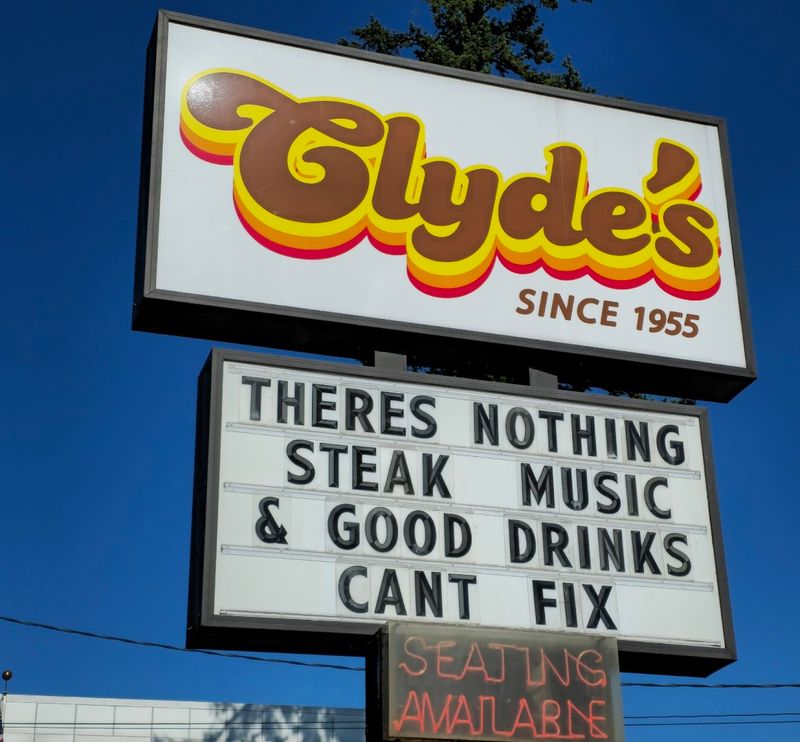 Clyde's
SINCE 1955
THERES NOTHING
STEAK MUSIC
& GOOD DRINKS
CANT FIX
SEATING
AVAILABLE